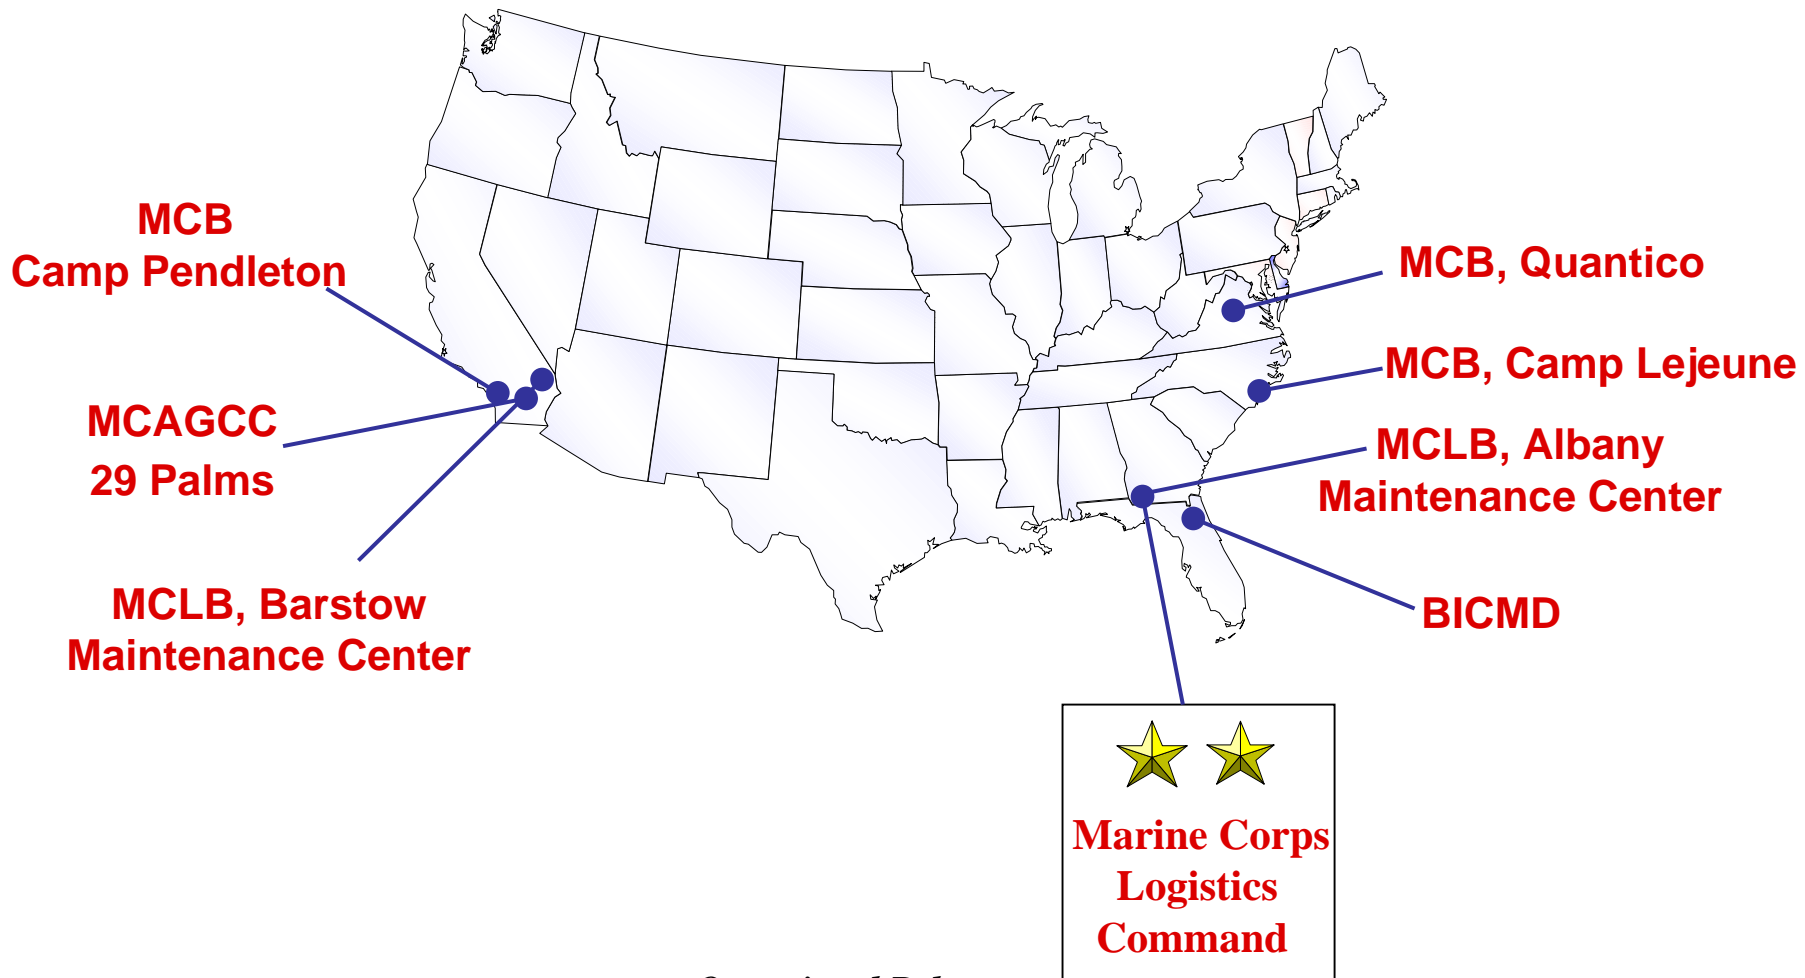 MCB
Camp Pendleton
MCAGCC
29 Palms
MCLB, Barstow
Maintenance Center
MCB, Quantico
MCB, Camp Lejeune
MCLB, Albany
Maintenance Center
BICMD
Marine Corps
Logistics
Command